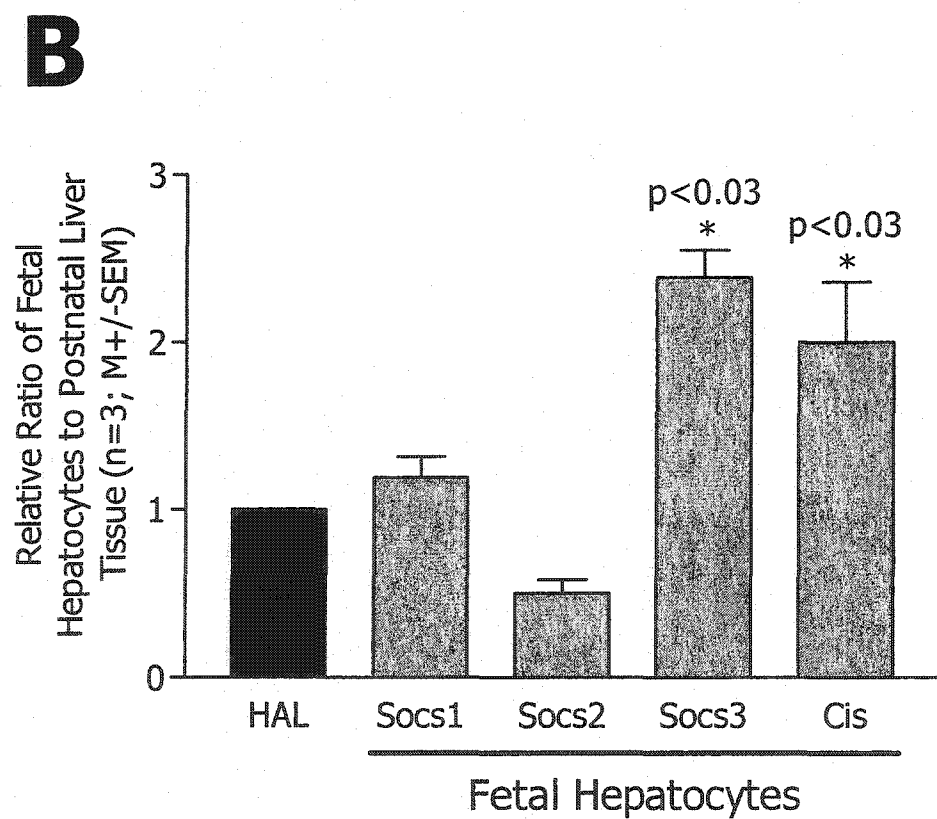 B
Relative Ratio of Fetal
Hepatocytes to Postnatal Liver
Tissue (n=3; M+/-SEM)
3
2
1
0
p<0.03
*
p<0.03
*
HAL
Socs1
Socs2
Socs3
Cis
Fetal Hepatocytes